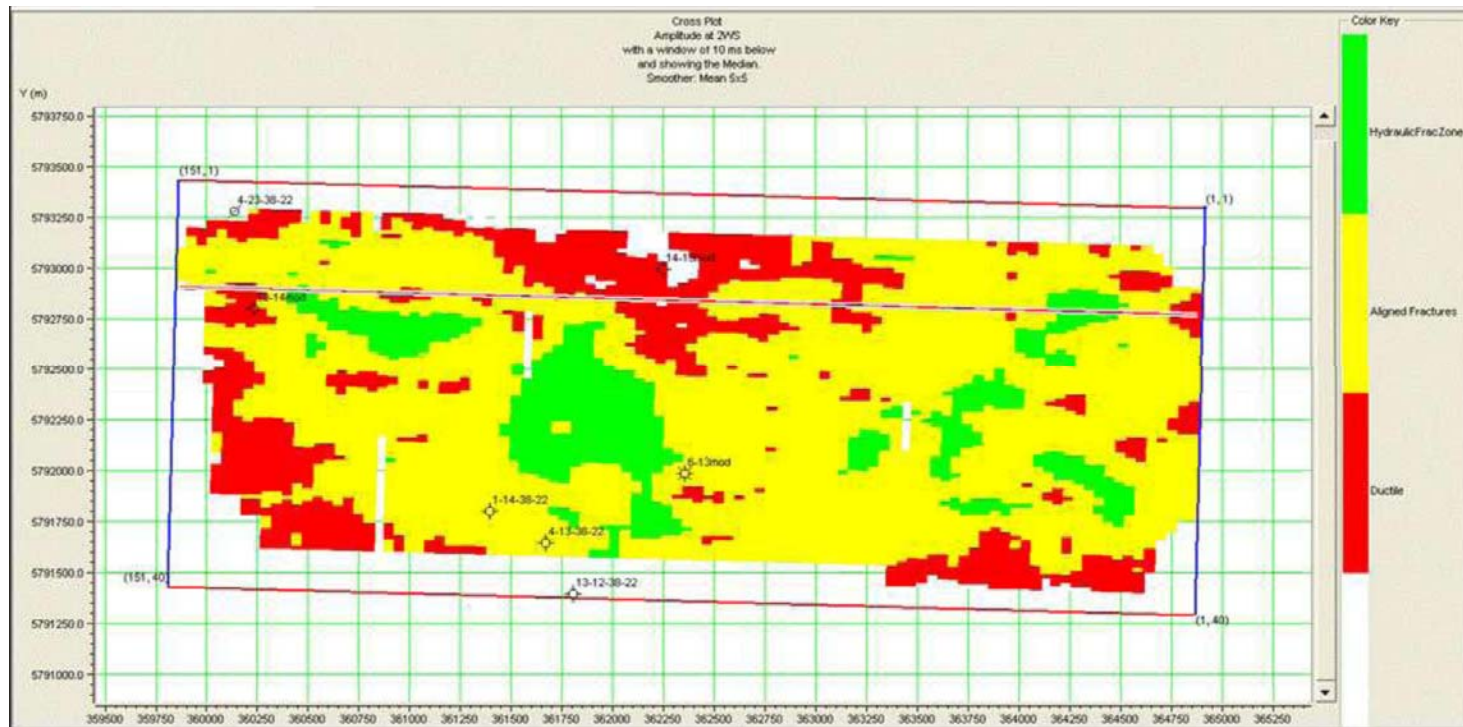 Cross Plot
Amplitude at 2WS
with a window of 10 ms below
and showing the Median.
Smoother: Mean 5x5
Color Key
Y (m)
5793750.0
5793500.0
5793250.0
5793000.0
5792750.0
5792500.0
5792250.0
5792000.0
5791750.0
5791500.0
5791250.0
5791000.0
(151, 1)
4-23-38-22
(1, 1)
14-15mod
6-13mod
1-14-38-22
4-13-38-22
(151, 40)
13-12-38-22
(1, 40)
HydraulicFracZone
Aligned Fractures
Ductile
359500 359750 360000 360250 360500 360750 361000 361250 361500 361750 362000 362250 362500 362750 363000 363250 363500 363750 364000 364250 364500 364750 365000 365250